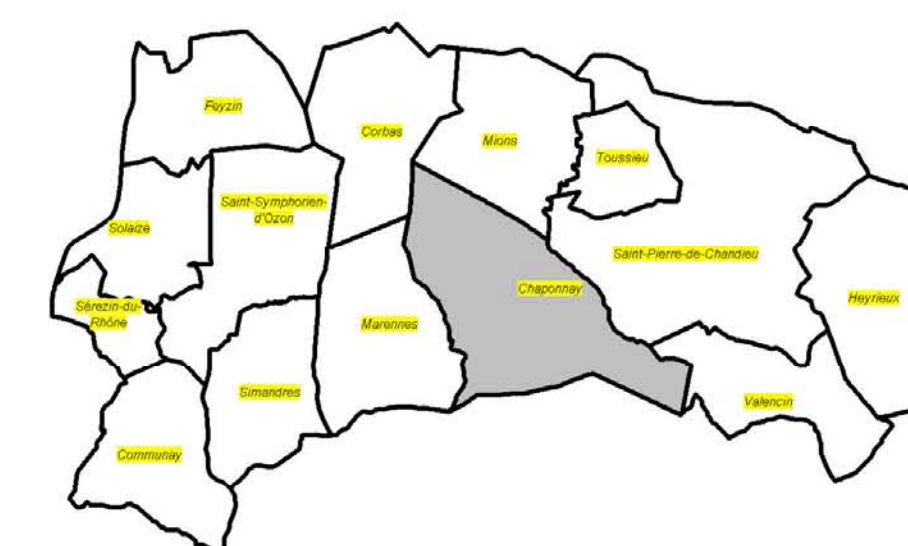 Feyzin
Corbas
Mions
Toussieu
Saint-Symphorien-
d'Ozon
Solaize
Saint-Pierre-de-Chandieu
Chaponnay
Heyrieux
Sérezin-du-
Rhône
Marennes
Simandres
Valencin
Communay